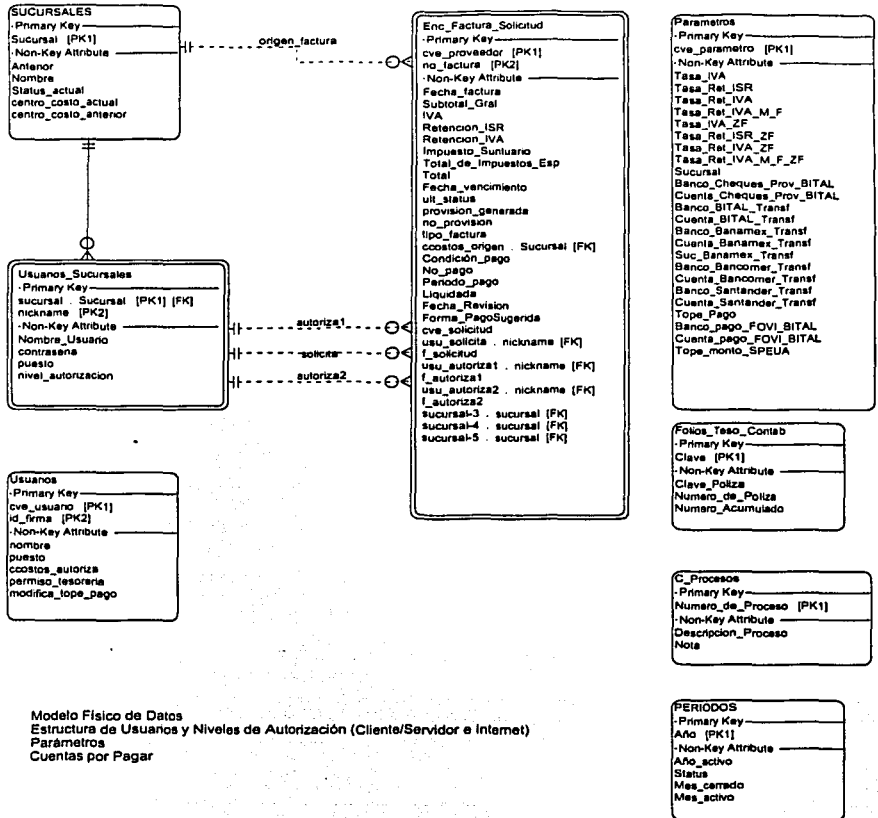 SUCURSALES
-Primary Key
Sucursal [PK1]
-Non-Key Attribute
Anterior
Nombre
Status_actual
centro_costo_actual
centro_costo_anterior
origen_factura
Enc_Factura_Solicitud
-Primary Key
cve_proveedor [PK1]
no_factura [PK2]
-Non-Key Attribute
Fecha_factura
Subtotal_Gral
IVA
Retencion_ISR
Retencion_IVA
Impuesto_Suntuario
Total_de_Impuestos_Esp
Total
Fecha_vencimiento
ult_status
provision_generada
no_provision
tipo_factura
ccostos_origen . Sucursal [FK]
Condición_pago
No_pago
Periodo_pago
Liquidada
Fecha_Revision
Forma_PagoSugerida
cve_solicitud
usu_solicita . nickname [FK]
f_solicitud
usu_autoriza1 . nickname [FK]
f_autoriza1
usu_autoriza2 . nickname [FK]
f_autoriza2
sucursal-3 . sucursal [FK]
sucursal-4 . sucursal [FK]
sucursal-5 . sucursal [FK]
Usuarios_Sucursales
-Primary Key
sucursal . Sucursal [PK1] [FK]
nickname [PK2]
-Non-Key Attribute
Nombre_Usuario
contrasena
puesto
nivel_autorizacion
autoriza1
solicita
autoriza2
Usuarios
-Primary Key
cve_usuario [PK1]
id_firma [PK2]
-Non-Key Attribute
nombre
puesto
ccostos_autoriza
permiso_tesoreria
modifica_tope_pago
Parametros
-Primary Key
cve_parametro [PK1]
-Non-Key Attribute
Tasa_IVA
Tasa_Ret_ISR
Tasa_Ret_IVA
Tasa_Ret_IVA_M_F
Tasa_IVA_ZF
Tasa_Ret_ISR_ZF
Tasa_Ret_IVA_ZF
Tasa_Ret_IVA_M_F_ZF
Sucursal
Banco_Cheques_Prov_BITAL
Cuenta_Cheques_Prov_BITAL
Banco_BITAL_Transf
Cuenta_BITAL_Transf
Banco_Banamex_Transf
Cuenta_Banamex_Transf
Suc_Banamex_Transf
Banco_Bancomer_Transf
Cuenta_Bancomer_Transf
Banco_Santander_Transf
Cuenta_Santander_Transf
Tope_Pago
Banco_pago_FOVI_BITAL
Cuenta_pago_FOVI_BITAL
Tope_monto_SPEUA
Folios_Teso_Contab
-Primary Key
Clave [PK1]
-Non-Key Attribute
Clave_Poliza
Numero_de_Poliza
Numero_Acumulado
C_Procesos
-Primary Key
Numero_de_Proceso [PK1]
-Non-Key Attribute
Descripcion_Proceso
Nota
PERIODOS
-Primary Key
Año [PK1]
-Non-Key Attribute
Año_activo
Status
Mes_cerrado
Mes_activo
Modelo Físico de Datos
Estructura de Usuarios y Niveles de Autorización (Cliente/Servidor e Internet)
Parámetros
Cuentas por Pagar